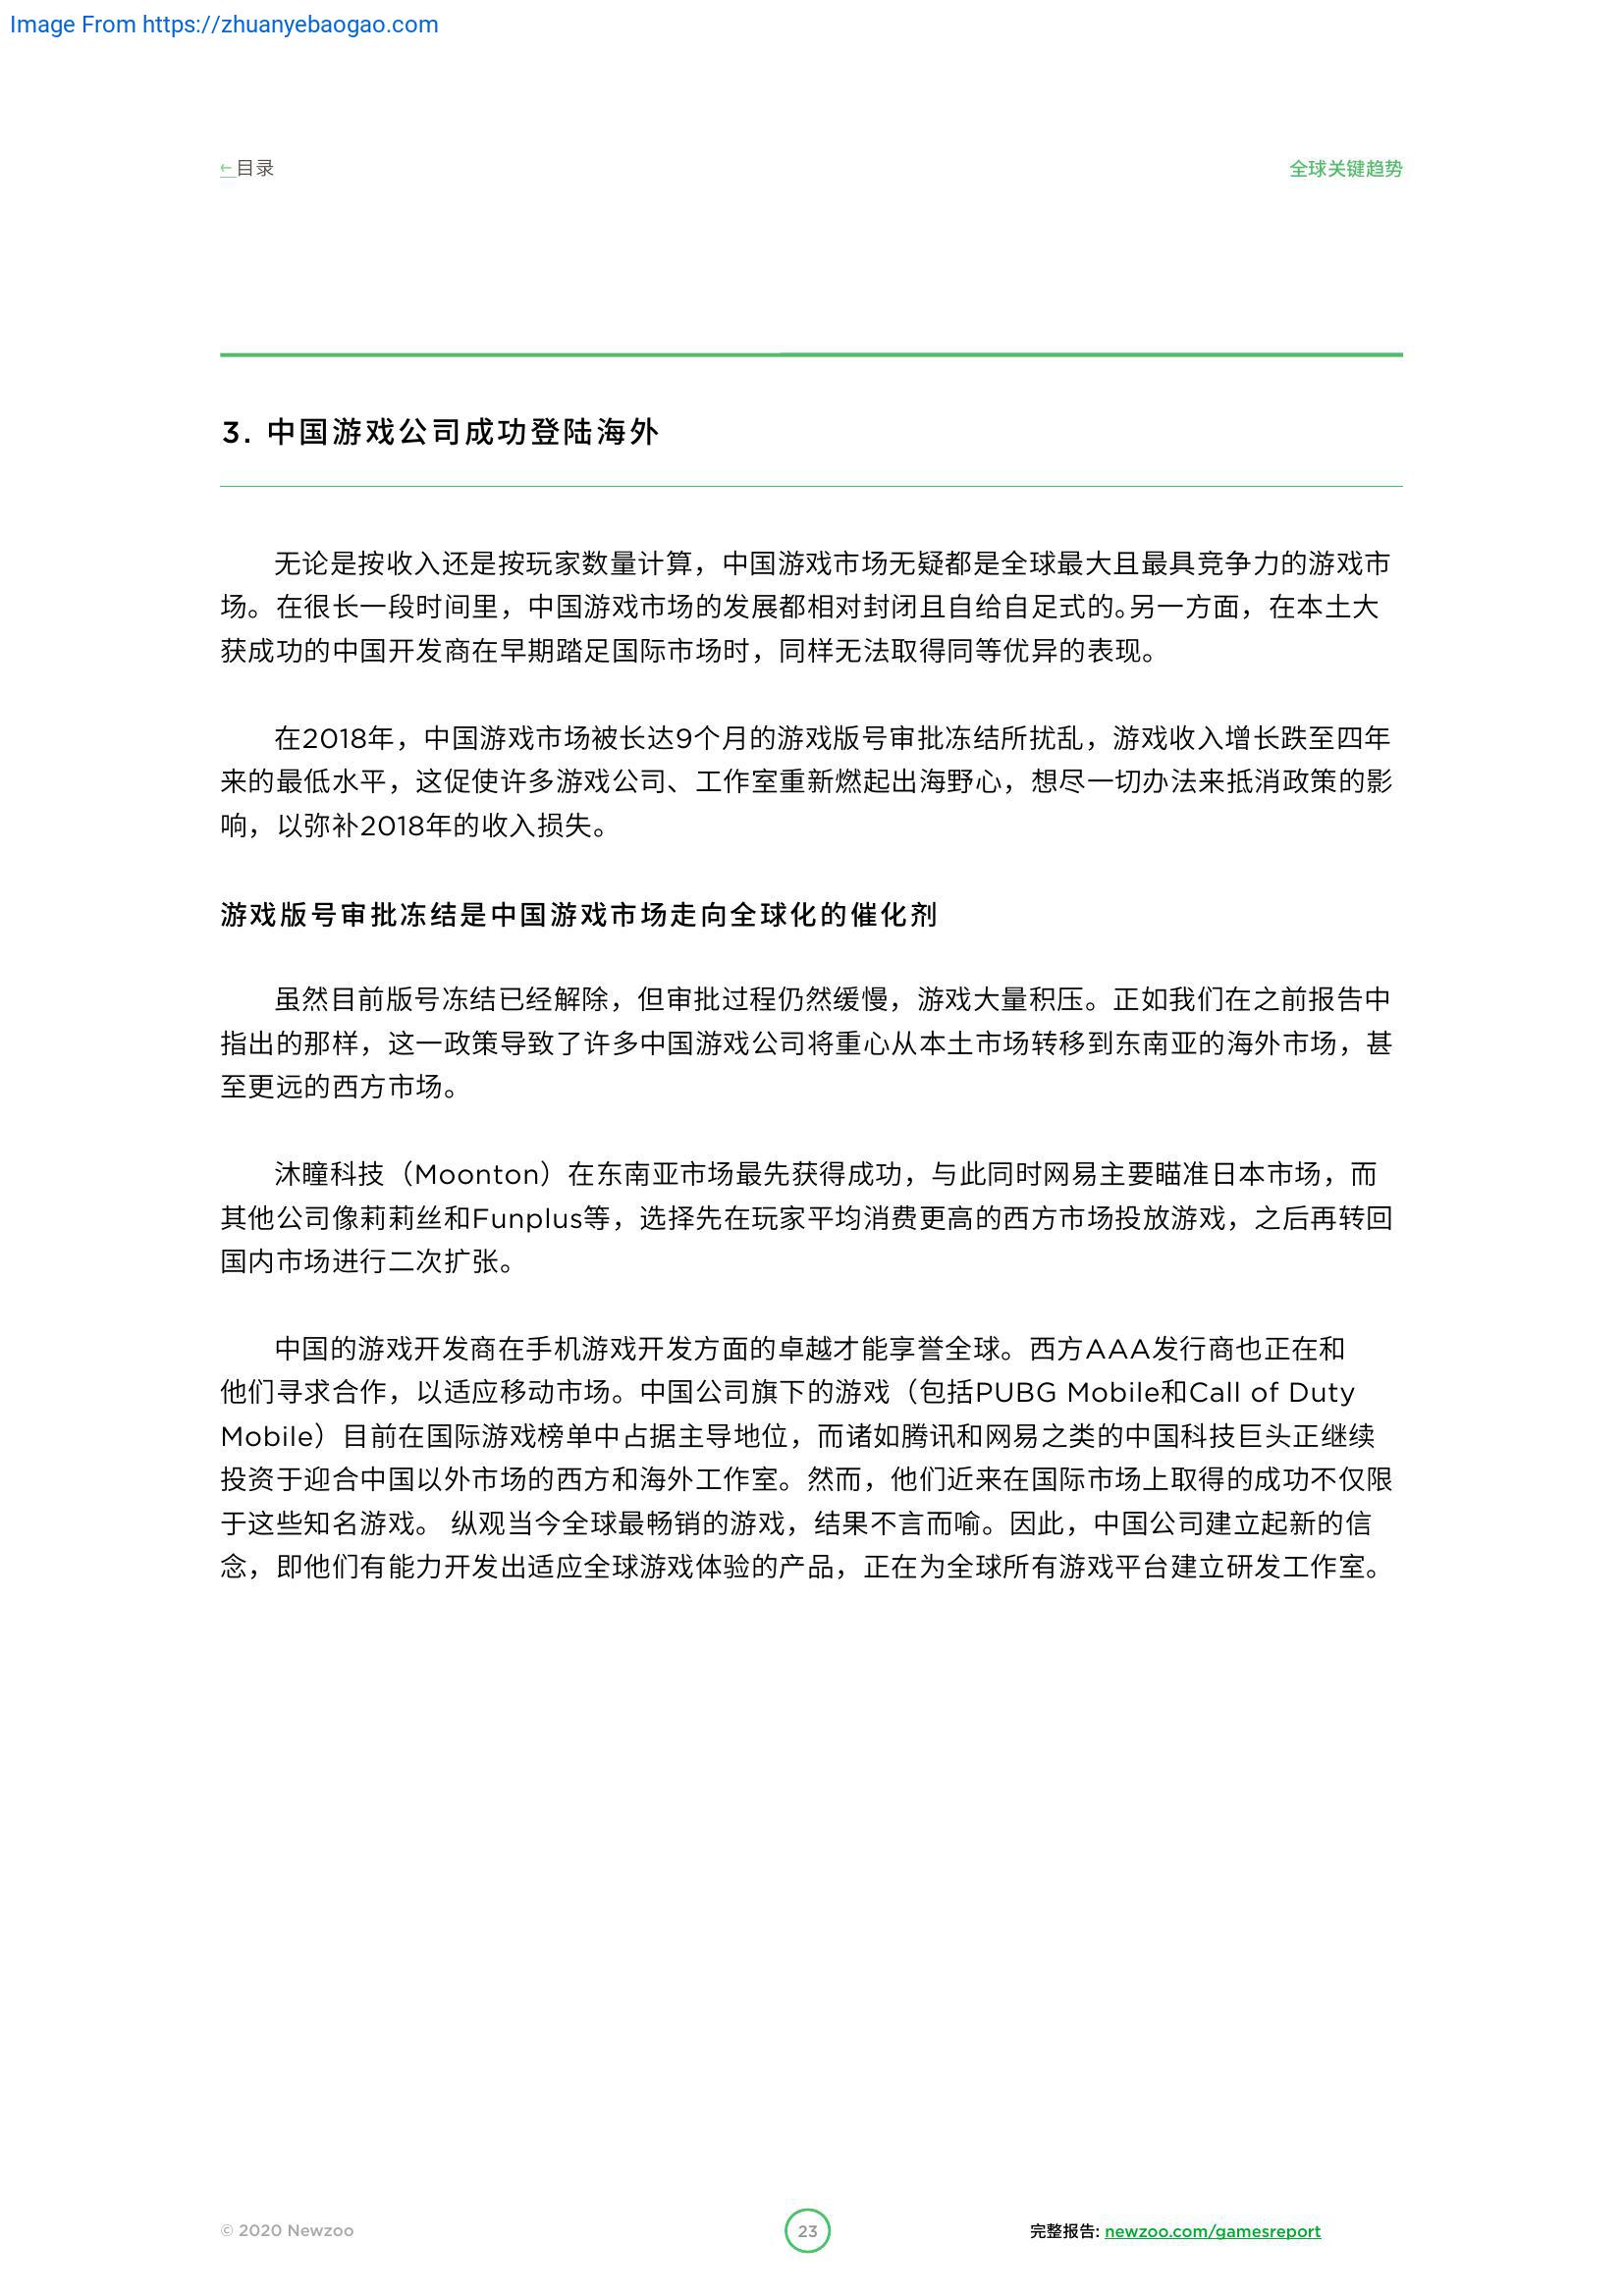 Image From https://zhuanyebaogao.com
←目录
全球关键趋势
3. 中国游戏公司成功登陆海外
无论是按收入还是按玩家数量计算，中国游戏市场无疑都是全球最大且最具竞争力的游戏市
场。在很长一段时间里，中国游戏市场的发展都相对封闭且自给自足式的。另一方面，在本土大
获成功的中国开发商在早期踏足国际市场时，同样无法取得同等优异的表现。
在2018年，中国游戏市场被长达9个月的游戏版号审批冻结所扰乱，游戏收入增长跌至四年
来的最低水平，这促使许多游戏公司、工作室重新燃起出海野心，想尽一切办法来抵消政策的影
响，以弥补2018年的收入损失。
游戏版号审批冻结是中国游戏市场走向全球化的催化剂
虽然目前版号冻结已经解除，但审批过程仍然缓慢，游戏大量积压。正如我们在之前报告中
指出的那样，这一政策导致了许多中国游戏公司将重心从本土市场转移到东南亚的海外市场，甚
至更远的西方市场。
沐瞳科技（Moonton）在东南亚市场最先获得成功，与此同时网易主要瞄准日本市场，而
其他公司像莉莉丝和Funplus等，选择先在玩家平均消费更高的西方市场投放游戏，之后再转回
国内市场进行二次扩张。
中国的游戏开发商在手机游戏开发方面的卓越才能享誉全球。西方AAA发行商也正在和
他们寻求合作，以适应移动市场。中国公司旗下的游戏（包括PUBG Mobile和Call of Duty
Mobile）目前在国际游戏榜单中占据主导地位，而诸如腾讯和网易之类的中国科技巨头正继续
投资于迎合中国以外市场的西方和海外工作室。然而，他们近来在国际市场上取得的成功不仅限
于这些知名游戏。 纵观当今全球最畅销的游戏，结果不言而喻。因此，中国公司建立起新的信
念，即他们有能力开发出适应全球游戏体验的产品，正在为全球所有游戏平台建立研发工作室。
© 2020 Newzoo
23
完整报告: newzoo.com/gamesreport